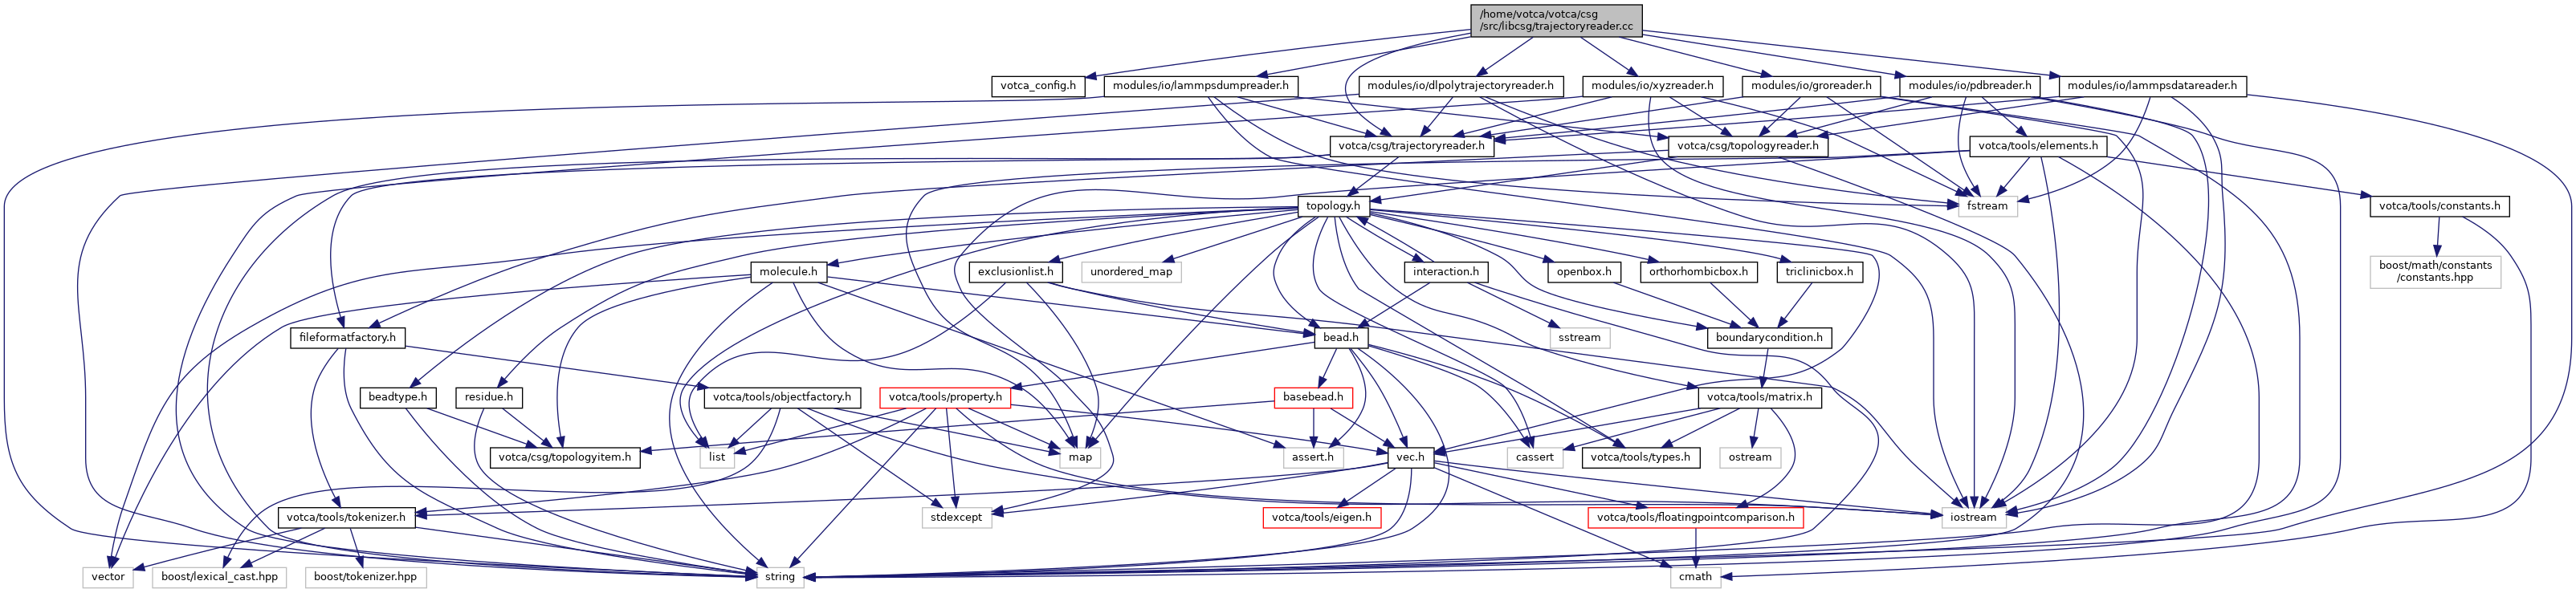 /home/votca/votca/csg
/src/libcsg/trajectoryreader.cc
votca_config.h
modules/io/lammpsdumpreader.h
modules/io/dlpolytrajectoryreader.h
modules/io/xyzreader.h
modules/io/groreader.h
modules/io/pdbreader.h
modules/io/lammpsdatareader.h
votca/csg/trajectoryreader.h
votca/csg/topologyreader.h
votca/tools/elements.h
topology.h
fstream
votca/tools/constants.h
molecule.h
exclusionlist.h
unordered_map
interaction.h
openbox.h
orthorhombicbox.h
triclinicbox.h
boost/math/constants
/constants.hpp
fileformatfactory.h
bead.h
sstream
boundarycondition.h
beadtype.h
residue.h
votca/tools/objectfactory.h
votca/tools/property.h
basebead.h
votca/tools/matrix.h
votca/csg/topologyitem.h
list
map
assert.h
vec.h
cassert
votca/tools/types.h
ostream
votca/tools/tokenizer.h
stdexcept
votca/tools/eigen.h
votca/tools/floatingpointcomparison.h
iostream
vector
boost/lexical_cast.hpp
boost/tokenizer.hpp
string
cmath